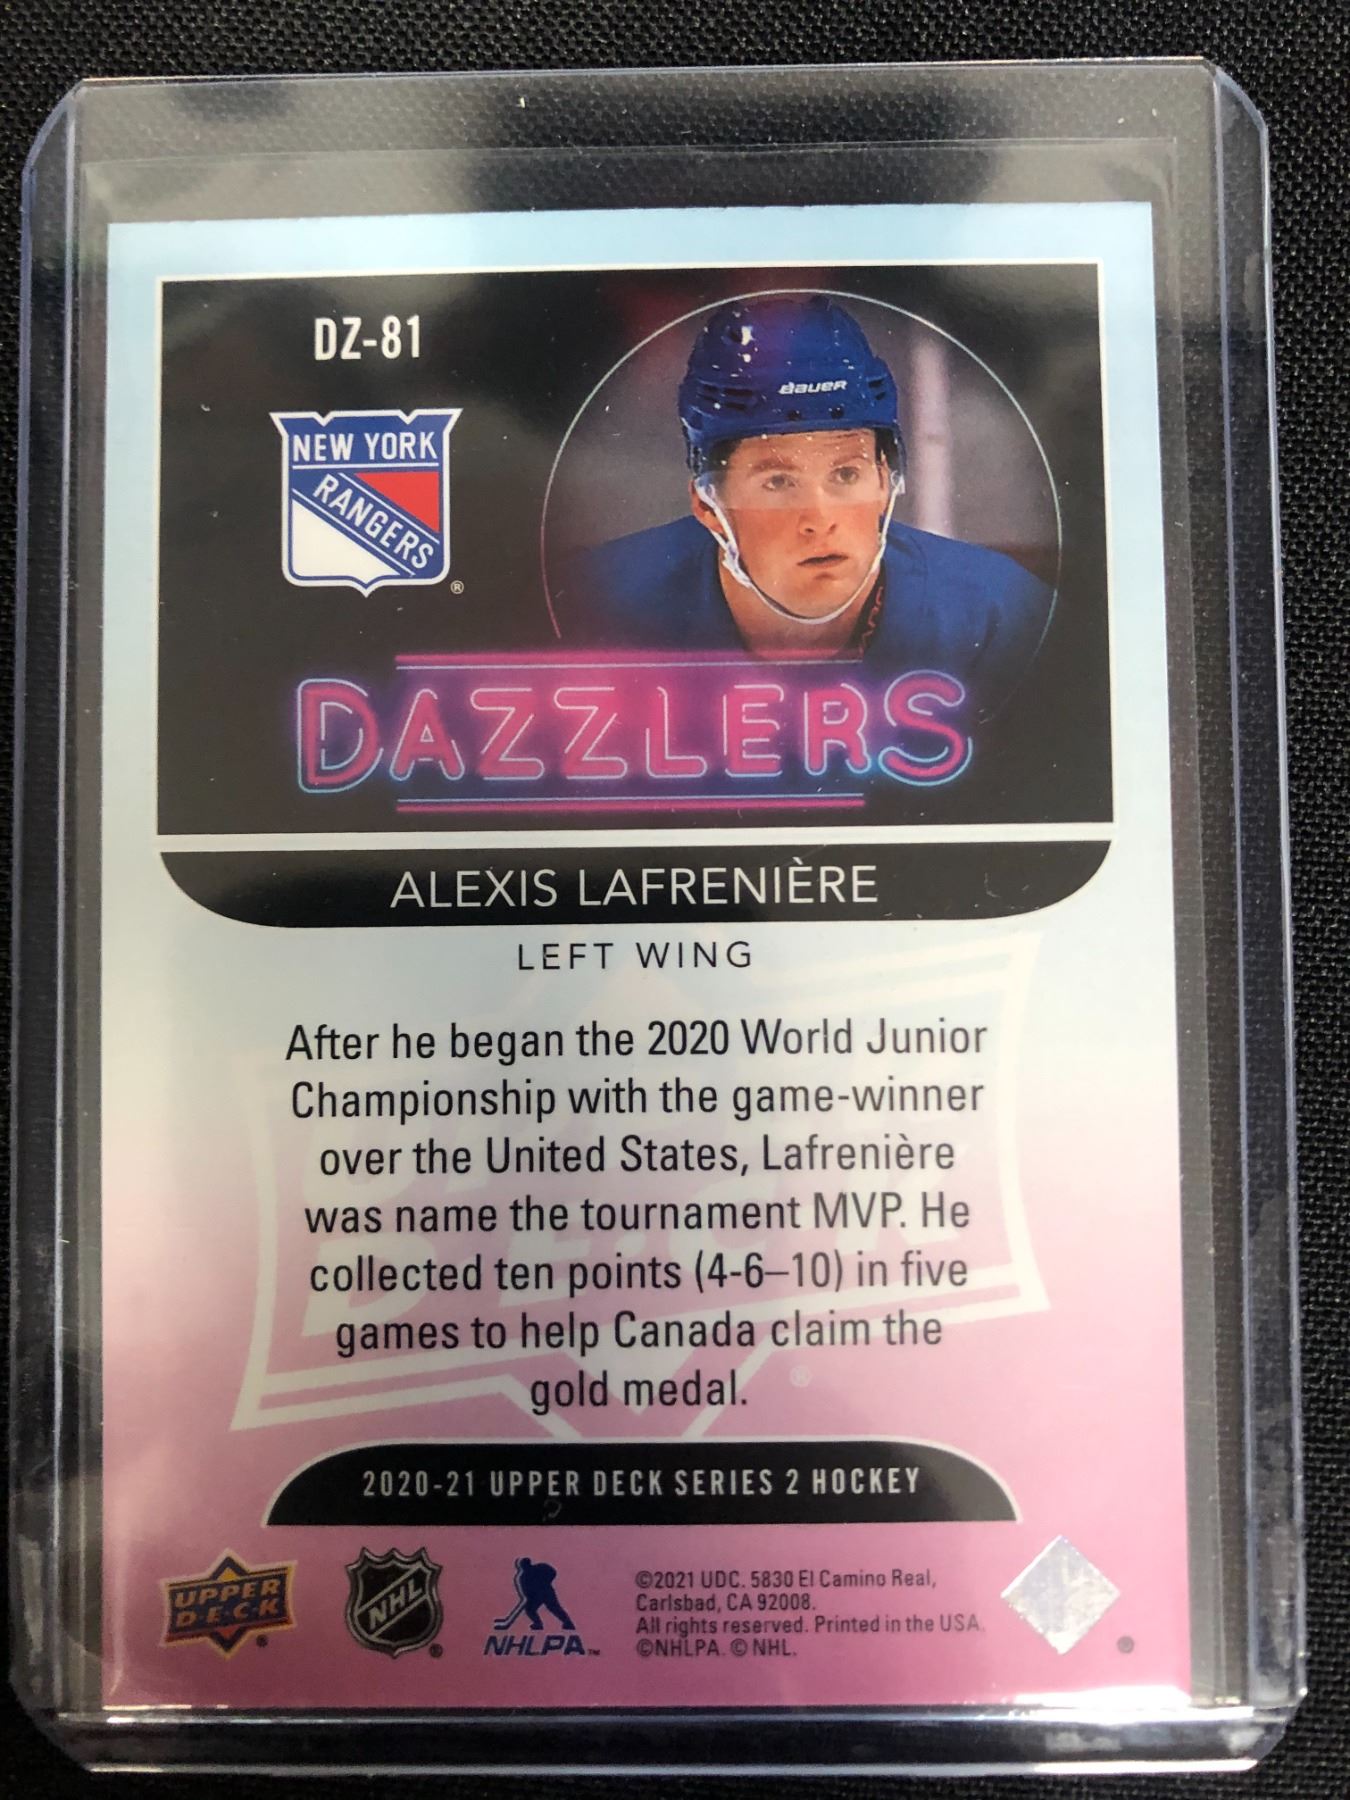 DZ-81
BAUER
NEW YORK
RANGERS
®
DAZZLERS
ALEXIS LAFRENIÈRE
LEFT WING
After he began the 2020 World Junior
Championship with the game-winner
over the United States, Lafrenière
was name the tournament MVP. He
collected ten points (4-6–10) in five
games to help Canada claim the
gold medal.
®
2020-21 UPPER DECK SERIES 2 HOCKEY
UPPER
DECK
®
NHL
®
NHLPA™
©2021 UDC. 5830 El Camino Real,
Carlsbad, CA 92008.
All rights reserved. Printed in the USA.
©NHLPA. © NHL.